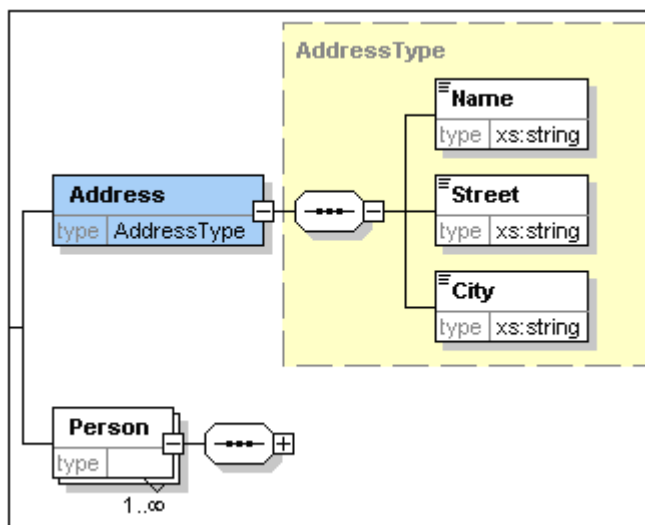 AddressType
Name
type xs:string
Address
type AddressType
Street
type xs:string
City
type xs:string
Person
type
1..∞